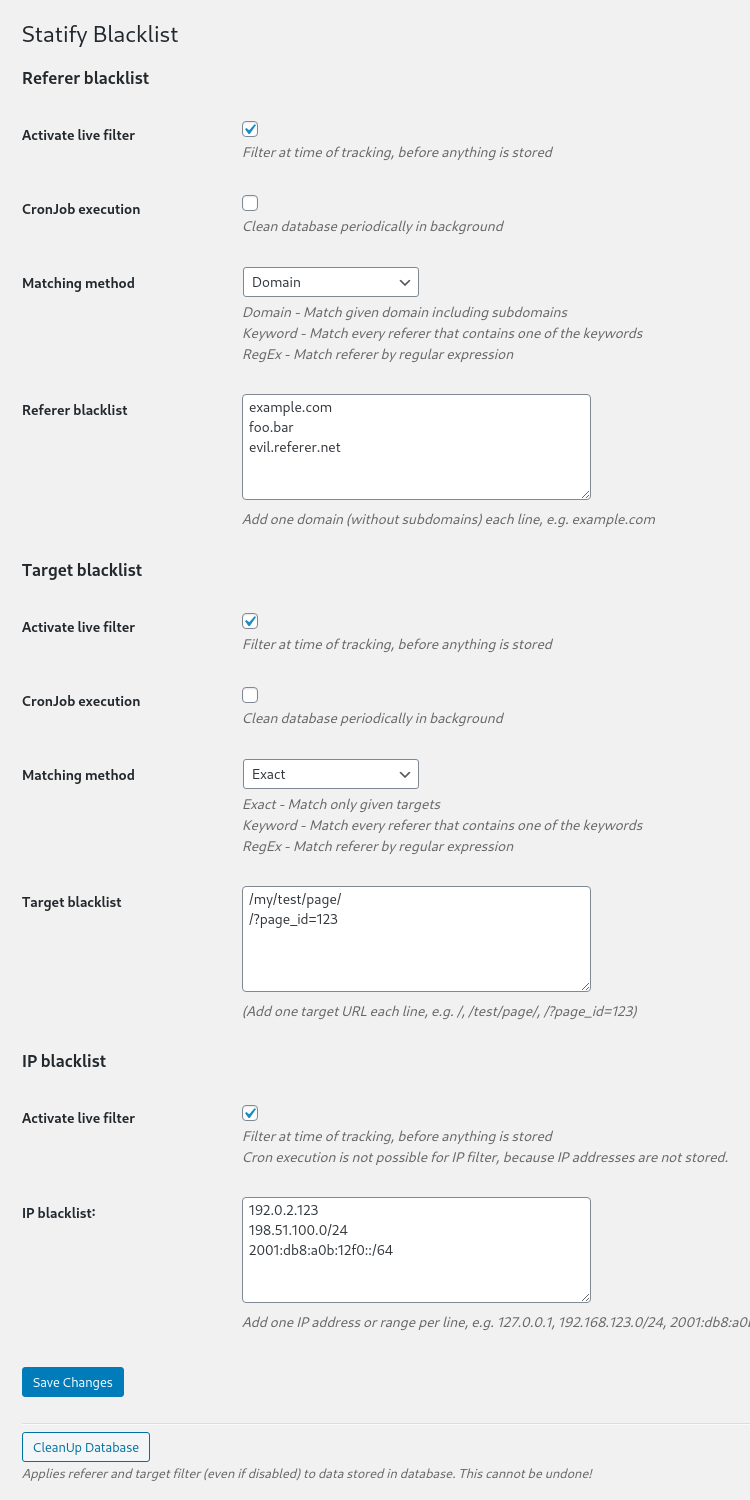 Statify Blacklist
Referer blacklist
Activate live filter
Filter at time of tracking, before anything is stored
CronJob execution
Clean database periodically in background
Matching method
Domain
Domain - Match given domain including subdomains
Keyword - Match every referer that contains one of the keywords
RegEx - Match referer by regular expression
Referer blacklist
example.com
foo.bar
evil.referer.net
Add one domain (without subdomains) each line, e.g. example.com
Target blacklist
Activate live filter
Filter at time of tracking, before anything is stored
CronJob execution
Clean database periodically in background
Matching method
Exact
Exact - Match only given targets
Keyword - Match every referer that contains one of the keywords
RegEx - Match referer by regular expression
Target blacklist
/my/test/page/
/?page_id=123
(Add one target URL each line, e.g. /, /test/page/, /?page_id=123)
IP blacklist
Activate live filter
Filter at time of tracking, before anything is stored
Cron execution is not possible for IP filter, because IP addresses are not stored.
IP blacklist:
192.0.2.123
198.51.100.0/24
2001:db8:a0b:12f0::/64
Add one IP address or range per line, e.g. 127.0.0.1, 192.168.123.0/24, 2001:db8:a0
Save Changes
CleanUp Database
Applies referer and target filter (even if disabled) to data stored in database. This cannot be undone!